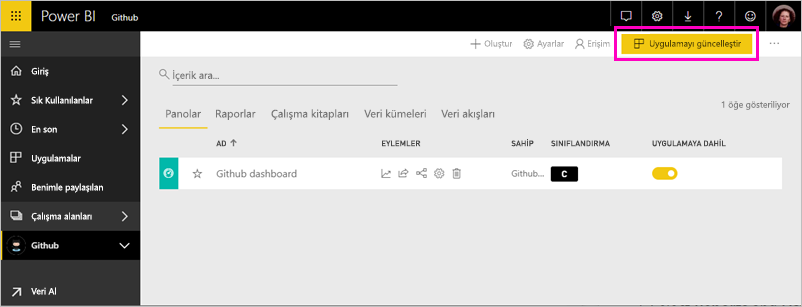 Power BI Github
Oluştur Ayarlar Erişim Uygulamayı güncelleştir
Giriş
Sık Kullanılanlar
En son
Uygulamalar
Benimle paylaşılan
Çalışma alanları
Github
Veri Al
İçerik ara...
1 öğe gösteriliyor
Panolar Raporlar Çalışma kitapları Veri kümeleri Veri akışları
AD EYLEMLER SAHİP SINIFLANDIRMA UYGULAMAYA DAHİL
Github dashboard Github... C